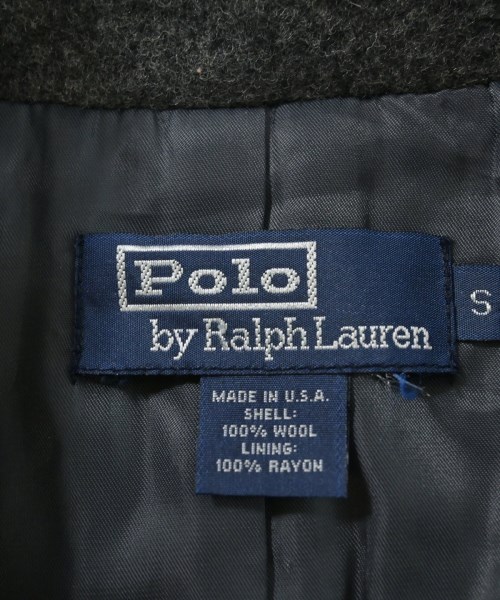 Polo
by Ralph Lauren
S
MADE IN U.S.A.
SHELL:
100% WOOL
LINING:
100% RAYON